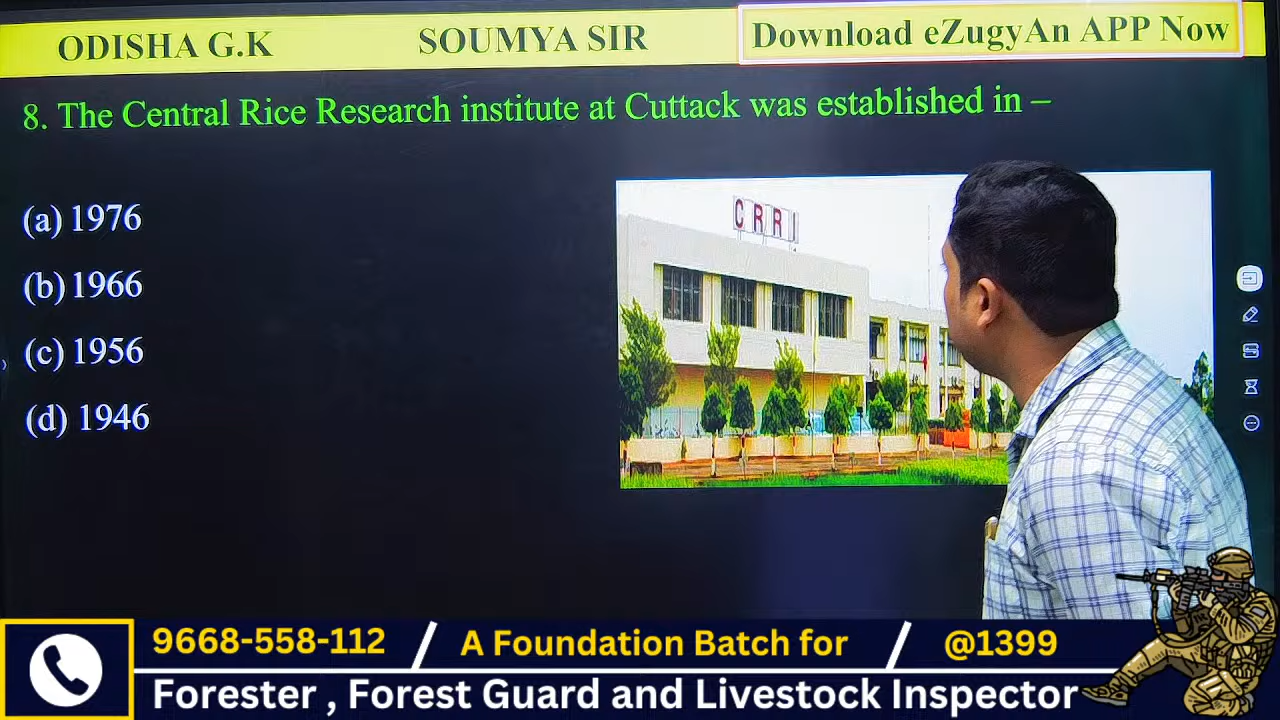 ODISHA G.K SOUMYA SIR Download eZugyAn APP Now
8. The Central Rice Research institute at Cuttack was established in –
CRRI
(a) 1976
(b) 1966
(c) 1956
(d) 1946
9668-558-112 / A Foundation Batch for / @1399
Forester , Forest Guard and Livestock Inspector